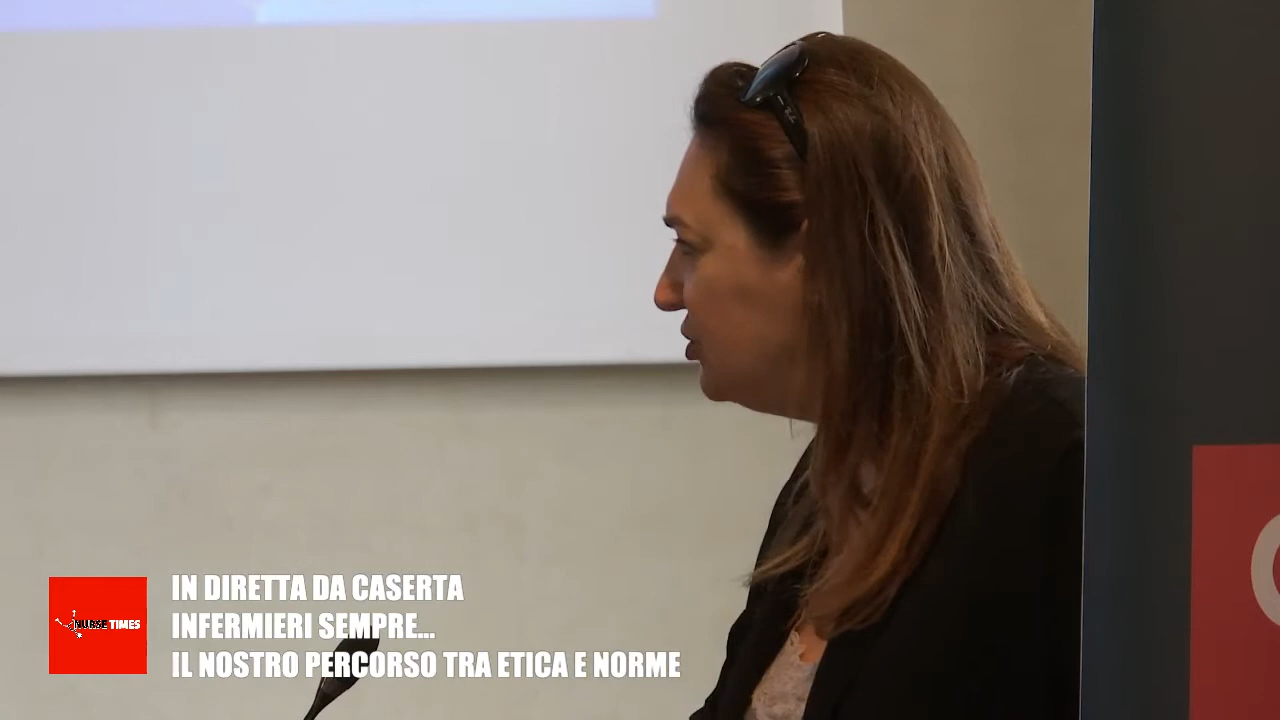 IN DIRETTA DA CASERTA
INFERMIERI SEMPRE...
NURSE TIMES
IL NOSTRO PERCORSO TRA ETICA E NORME